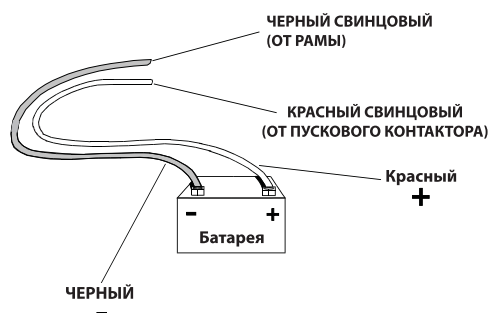 ЧЕРНЫЙ СВИНЦОВЫЙ
(ОТ РАМЫ)
КРАСНЫЙ СВИНЦОВЫЙ
(ОТ ПУСКОВОГО КОНТАКТОРА)
Красный
+
- +
Батарея
ЧЕРНЫЙ
-